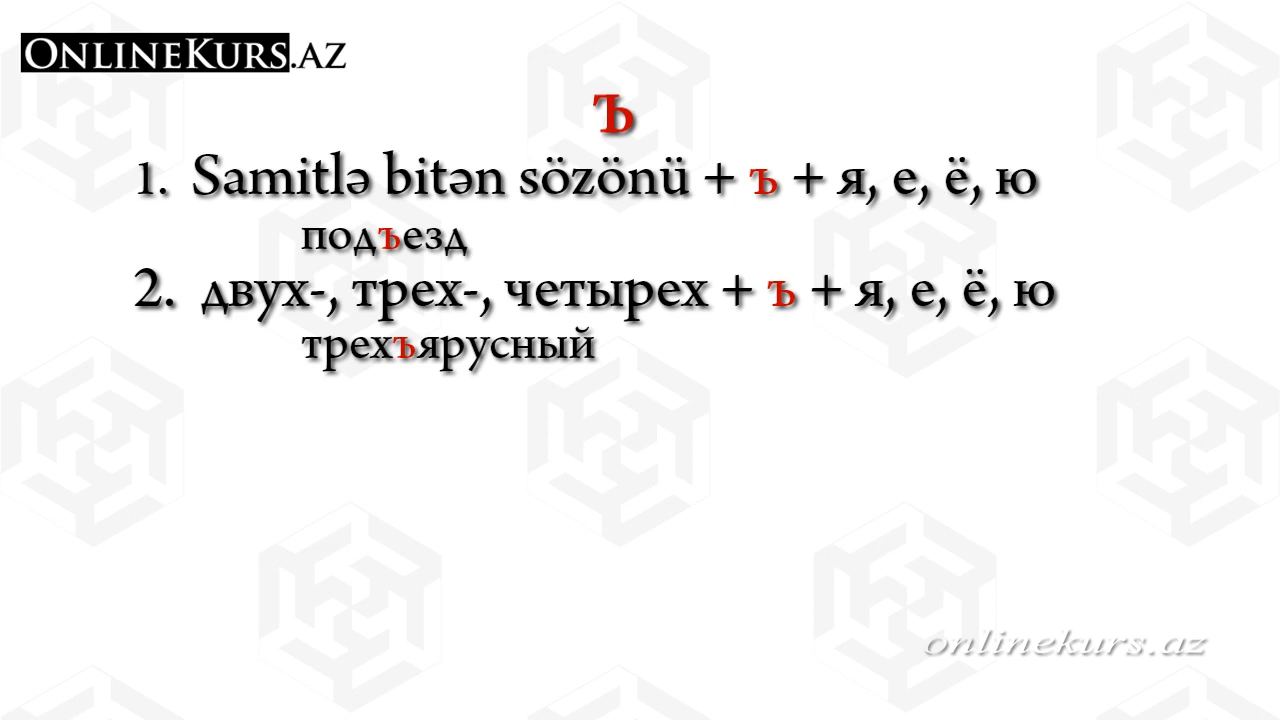 ONLINEKURS.AZ
Ъ
1. Samitlə bitən sözönü + ъ + я, е, ё, ю
подъезд
2. двух-, трех-, четырех + ъ + я, е, ё, ю
трехъярусный
onlinekurs.az